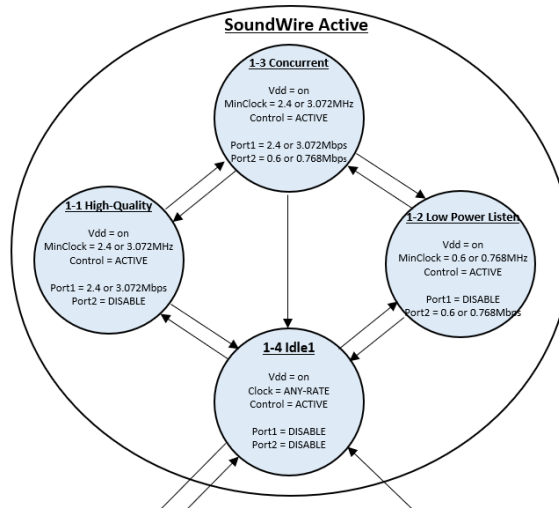 SoundWire Active
1-3 Concurrent
Vdd = on
MinClock = 2.4 or 3.072MHz
Control = ACTIVE
Port1 = 2.4 or 3.072Mbps
Port2 = 0.6 or 0.768Mbps
1-1 High-Quality
Vdd = on
MinClock = 2.4 or 3.072MHz
Control = ACTIVE
Port1 = 2.4 or 3.072Mbps
Port2 = DISABLE
1-2 Low Power Listen
Vdd = on
MinClock = 0.6 or 0.768MHz
Control = ACTIVE
Port1 = DISABLE
Port2 = 0.6 or 0.768Mbps
1-4 Idle1
Vdd = on
Clock = ANY-RATE
Control = ACTIVE
Port1 = DISABLE
Port2 = DISABLE